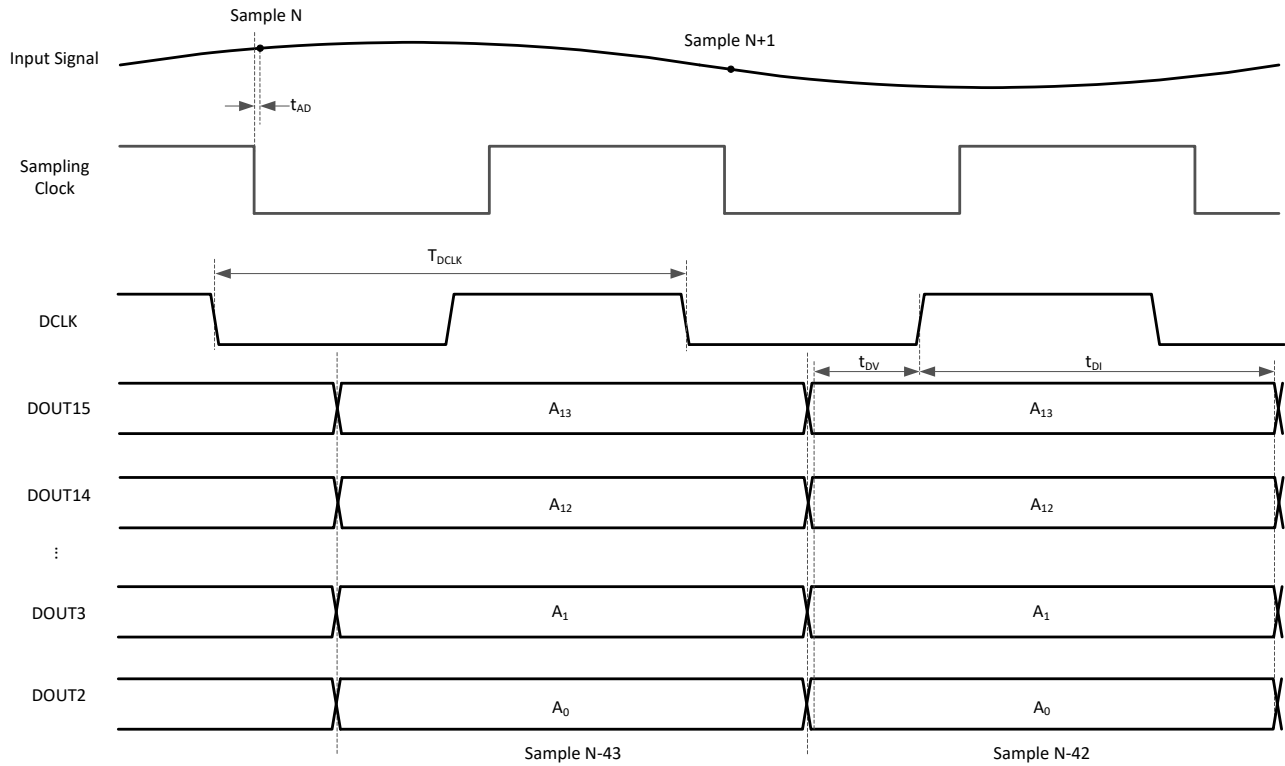 Sample N
Sample N+1
Input Signal
tAD
Sampling
Clock
TDCLK
DCLK
tDV
tDI
DOUT15
A13
A13
DOUT14
A12
A12
...
DOUT3
A1
A1
DOUT2
A0
A0
Sample N-43
Sample N-42